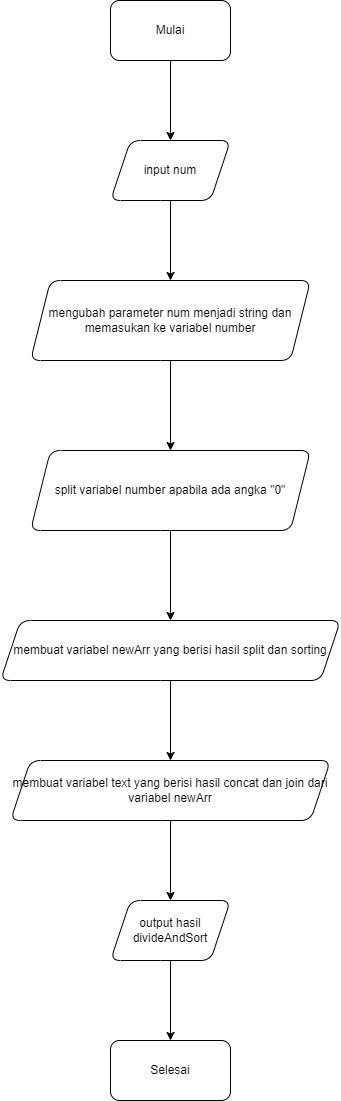 Mulai
input num
mengubah parameter num menjadi string dan
memasukan ke variabel number
split variabel number apabila ada angka "0"
membuat variabel newArr yang berisi hasil split dan sorting
membuat variabel text yang berisi hasil concat dan join dari
variabel newArr
output hasil
divideAndSort
Selesai